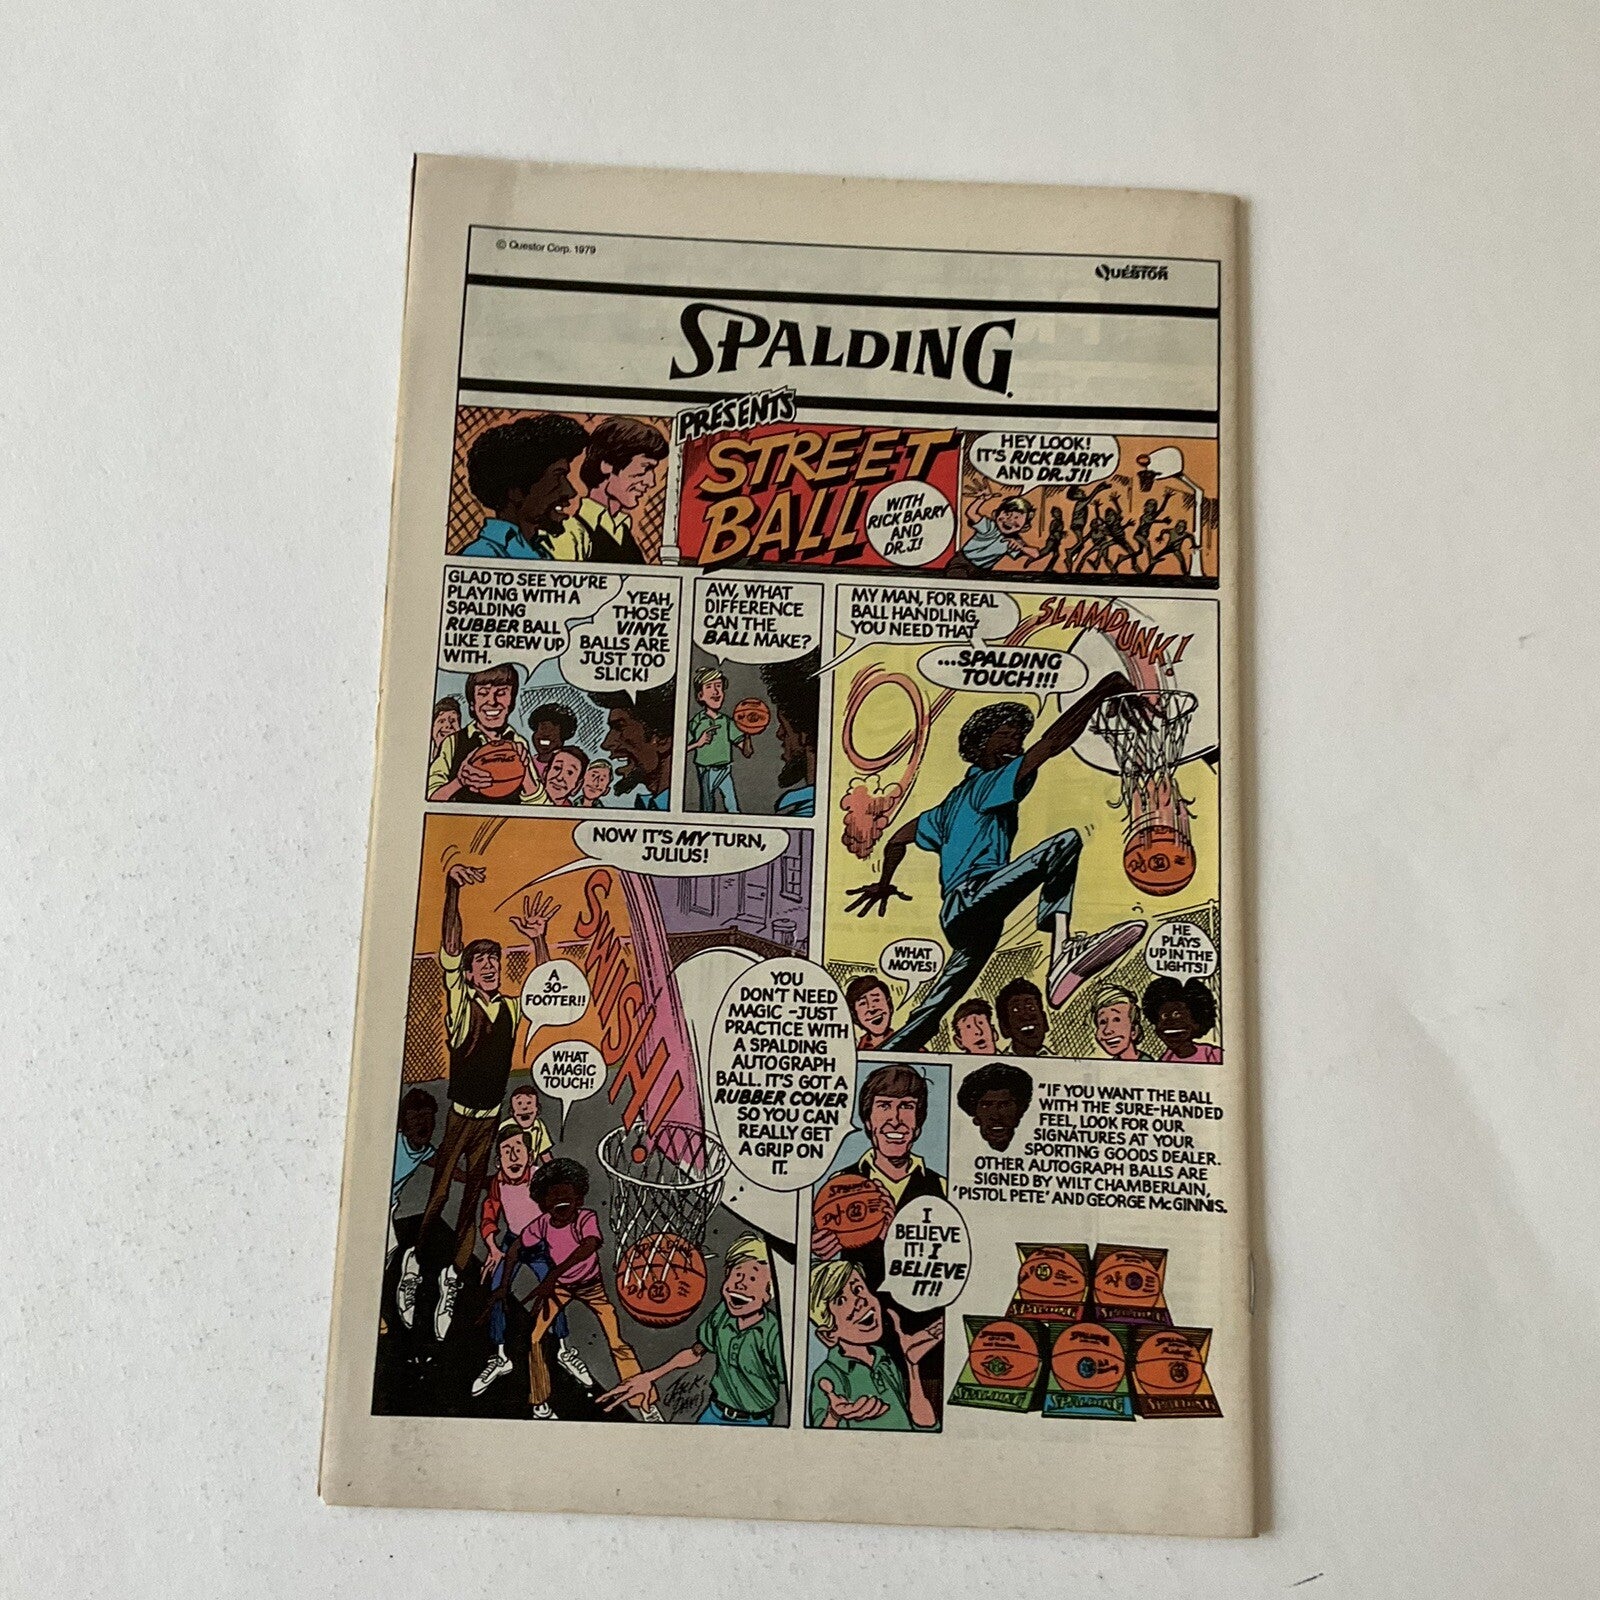 © Questor Corp. 1979
QUESTOR
SPALDING
PRESENTS
STREET
BALL
WITH
RICK BARRY
AND
DR. J!
HEY LOOK!
IT'S RICK BARRY
AND DR. J!!
GLAD TO SEE YOU'RE
PLAYING WITH A
SPALDING
RUBBER BALL
LIKE I GREW UP
WITH.
YEAH,
THOSE
VINYL
BALLS ARE
JUST TOO
SLICK!
AW, WHAT
DIFFERENCE
CAN THE
BALL MAKE?
MY MAN, FOR REAL
BALL HANDLING,
YOU NEED THAT
...SPALDING
TOUCH!!!
SLAMDUNK!
WHAT
MOVES!
HE
PLAYS
UP IN THE
LIGHTS!
NOW IT'S MY TURN,
JULIUS!
SWISH!
A
30-
FOOTER!!
WHAT
A MAGIC
TOUCH!
YOU
DON'T NEED
MAGIC - JUST
PRACTICE WITH
A SPALDING
AUTOGRAPH
BALL. IT'S GOT A
RUBBER COVER
SO YOU CAN
REALLY GET
A GRIP ON
IT.
SPALDING
32
I
BELIEVE
IT! I
BELIEVE
IT!!
"IF YOU WANT THE BALL
WITH THE SURE-HANDED
FEEL, LOOK FOR OUR
SIGNATURES AT YOUR
SPORTING GOODS DEALER.
OTHER AUTOGRAPH BALLS ARE
SIGNED BY WILT CHAMBERLAIN,
'PISTOL PETE' AND GEORGE McGINNIS.
SPALDING
SPALDING
SPALDING
SPALDING
SPALDING